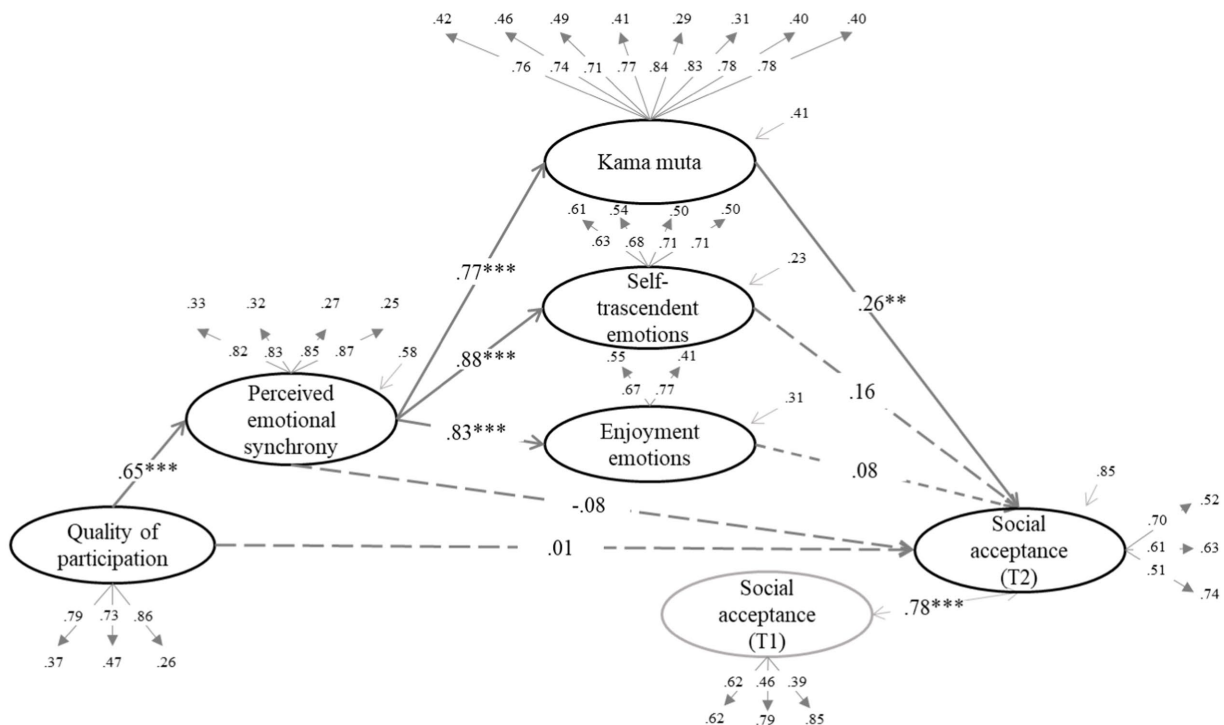 .42 .46 .49 .41 .29 .31 .40 .40
.76 .74 .71 .77 .84 .83 .78 .78
.41
Kama muta
.61 .54 .50 .50
.63 .68 .71 .71
.23
Self-
trascendent
emotions
.77***
.26**
.33 .32 .27 .25
.82 .83 .85 .87
.58
.88***
.55 .41
.67 .77
.16
Perceived
emotional
synchrony
.31
.83***
Enjoyment
emotions
.08
.65***
.85
-.08
Quality of
participation
.01
Social
acceptance
(T2)
.70 .52
.61 .63
.51 .74
Social
acceptance
(T1)
.78***
.79 .73 .86
.37 .47 .26
.62 .46 .39
.62 .79 .85